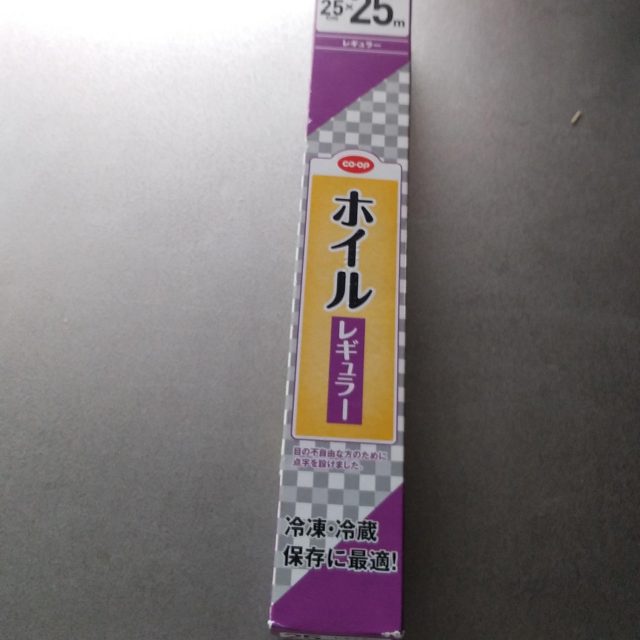 25×25m
レギュラー
co·op
ホイル
レギュラー
目の不自由な方のために
点字を設けました
冷凍·冷蔵
保存に最適!